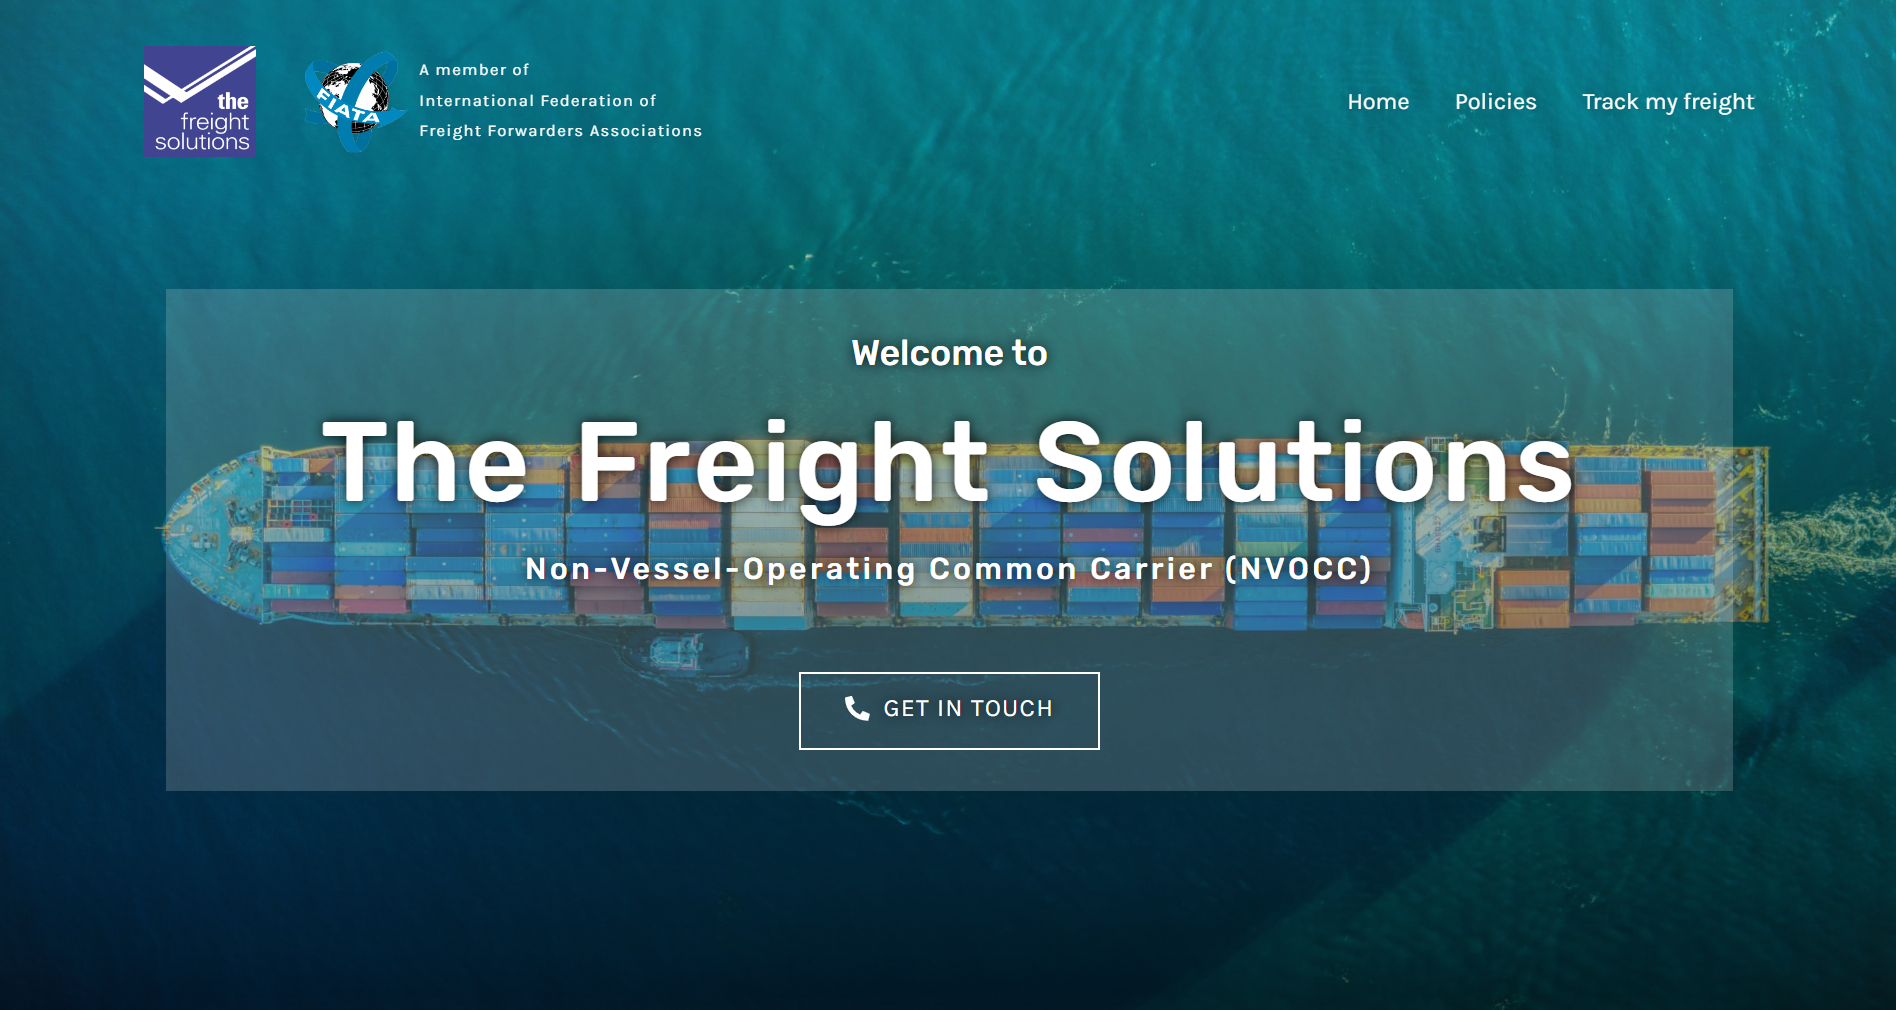 the
freight
solutions
FIATA
A member of
International Federation of
Freight Forwarders Associations
Home
Policies
Track my freight
Welcome to
The Freight Solutions
Non-Vessel-Operating Common Carrier (NVOCC)
GET IN TOUCH